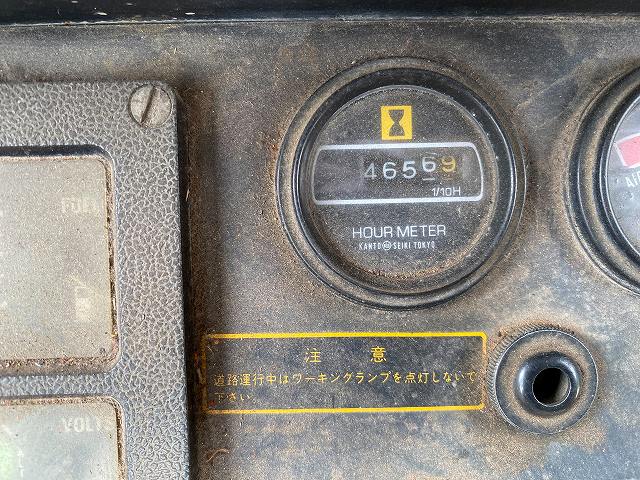 46569
1/10H
HOUR METER
KANTO SEIKI TOKYO
FUEL
注意
道路運行中はワーキングランプを点灯しないで
下さい。
VOLTS